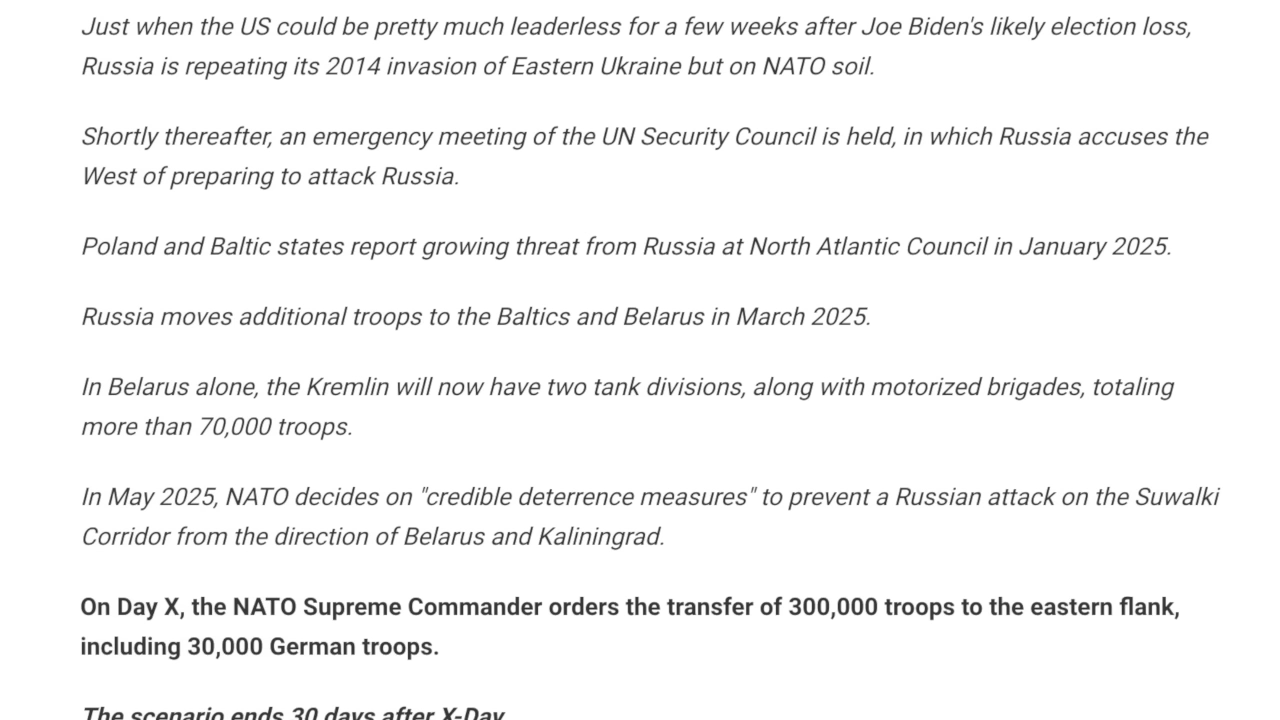 Just when the US could be pretty much leaderless for a few weeks after Joe Biden's likely election loss,
Russia is repeating its 2014 invasion of Eastern Ukraine but on NATO soil.
Shortly thereafter, an emergency meeting of the UN Security Council is held, in which Russia accuses the
West of preparing to attack Russia.
Poland and Baltic states report growing threat from Russia at North Atlantic Council in January 2025.
Russia moves additional troops to the Baltics and Belarus in March 2025.
In Belarus alone, the Kremlin will now have two tank divisions, along with motorized brigades, totaling
more than 70,000 troops.
In May 2025, NATO decides on "credible deterrence measures" to prevent a Russian attack on the Suwalki
Corridor from the direction of Belarus and Kaliningrad.
On Day X, the NATO Supreme Commander orders the transfer of 300,000 troops to the eastern flank,
including 30,000 German troops.
The scenario ends 30 days after X-Day